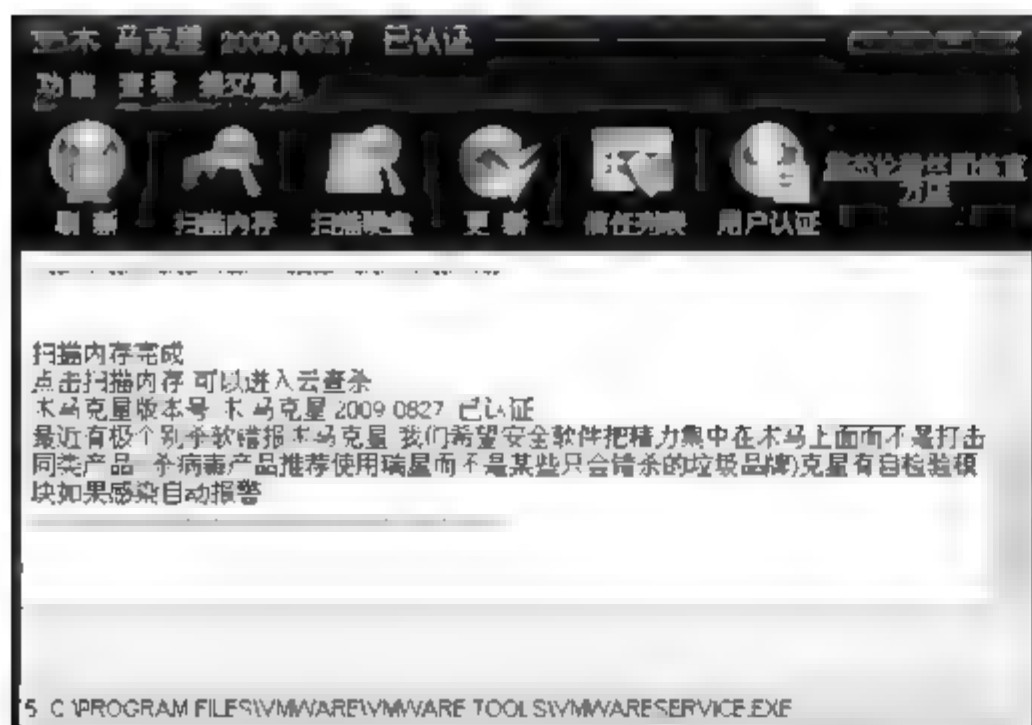 木马克星 2009.0827 已认证
功能 查看 提交意见
刷新 扫描内存 扫描硬盘 更新 信任列表 用户认证
扫描内存完成
点击扫描内存 可以进入云查杀
木马克星版本号 木马克星 2009 0827 已认证
最近有极个别杀软错报木马克星 我们希望安全软件把精力集中在木马上面而不是打击
同类产品 杀病毒产品推荐使用瑞星而不是某些只会错杀的垃圾品牌)克星有自检验模
块如果感染自动报警
5 C:\PROGRAM FILES\VMWARE\VMWARE TOOLS\VMWARESERVICE.EXE